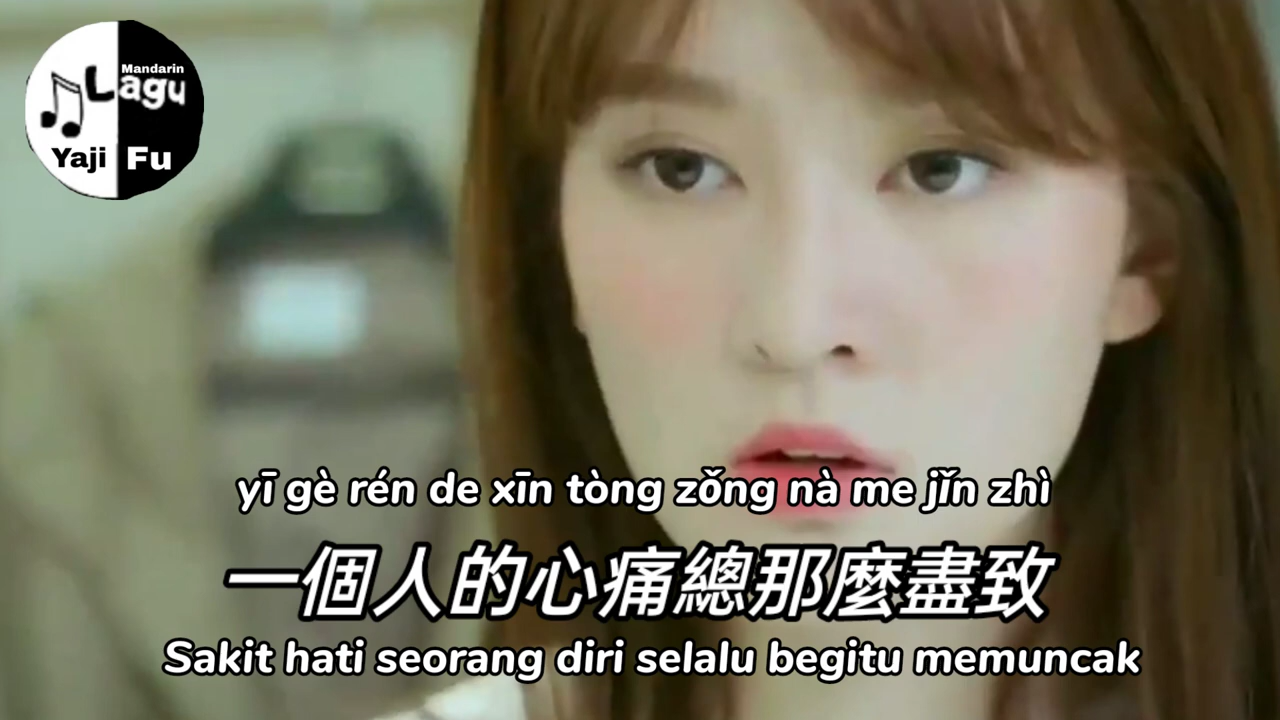 Mandarin
Lagu
Yaji Fu
yī gè rén de xīn tòng zǒng nà me jǐn zhì
一個人的心痛總那麼盡致
Sakit hati seorang diri selalu begitu memuncak